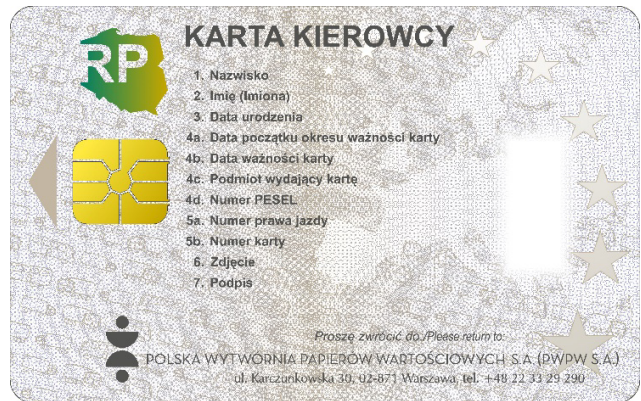 RP
KARTA KIEROWCY
1. Nazwisko
2. Imię (Imiona)
3. Data urodzenia
4a. Data początku okresu ważności karty
4b. Data ważności karty
4c. Podmiot wydający kartę
4d. Numer PESEL
5a. Numer prawa jazdy
5b. Numer karty
6. Zdjęcie
7. Podpis
Proszę zwrócić do:/Please return to:
POLSKA WYTWÓRNIA PAPIERÓW WARTOŚCIOWYCH S.A. (PWPW S.A.)
ul. Karczunkowska 30, 02-871 Warszawa, tel. +48 22 33 29 290